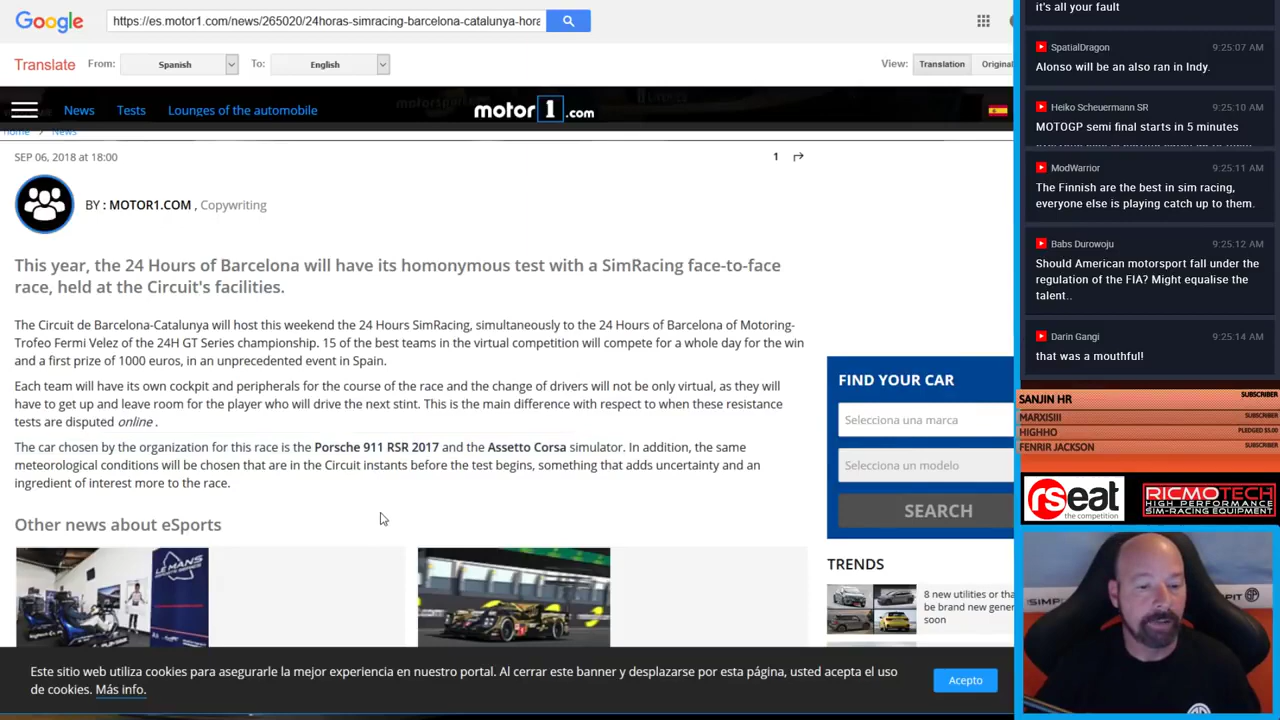 Google
https://es.motor1.com/news/265020/24horas-simracing-barcelona-catalunya-hora
Translate
From:
Spanish
To:
English
View:
Translation
Original
News
Tests
Lounges of the automobile
motor1.com
home
News
SEP 06, 2018 at 18:00
1
BY : MOTOR1.COM , Copywriting
This year, the 24 Hours of Barcelona will have its homonymous test with a SimRacing face-to-face
race, held at the Circuit's facilities.
The Circuit de Barcelona-Catalunya will host this weekend the 24 Hours SimRacing, simultaneously to the 24 Hours of Barcelona of Motoring-
Trofeo Fermi Velez of the 24H GT Series championship. 15 of the best teams in the virtual competition will compete for a whole day for the win
and a first prize of 1000 euros, in an unprecedented event in Spain.
Each team will have its own cockpit and peripherals for the course of the race and the change of drivers will not be only virtual, as they will
have to get up and leave room for the player who will drive the next stint. This is the main difference with respect to when these resistance
tests are disputed online .
The car chosen by the organization for this race is the Porsche 911 RSR 2017 and the Assetto Corsa simulator. In addition, the same
meteorological conditions will be chosen that are in the Circuit instants before the test begins, something that adds uncertainty and an
ingredient of interest more to the race.
Other news about eSports
LE MANS
FIND YOUR CAR
Selecciona una marca
Selecciona un modelo
SEARCH
TRENDS
8 new utilities or tha
be brand new gener
soon
Este sitio web utiliza cookies para asegurarle la mejor experiencia en nuestro portal. Al cerrar este banner y desplazarse por esta página, usted acepta el uso
de cookies. Más info.
Acepto
it's all your fault
SpatialDragon
9:25:07 AM
Alonso will be an also ran in Indy.
Heiko Scheuermann SR
9:25:10 AM
MOTOGP semi final starts in 5 minutes
ModWarrior
9:25:11 AM
The Finnish are the best in sim racing,
everyone else is playing catch up to them.
Babs Durowoju
9:25:12 AM
Should American motorsport fall under the
regulation of the FIA? Might equalise the
talent..
Darin Gangi
9:25:14 AM
that was a mouthful!
SANJIN HR
SUBSCRIBER
MARXISIII
SUBSCRIBER
HIGHHO
PLEDGED $5.00
FENRIR JACKSON
SUBSCRIBER
rseat
the competition
RICMOTECH
HIGH PERFORMANCE
SIM-RACING EQUIPMENT